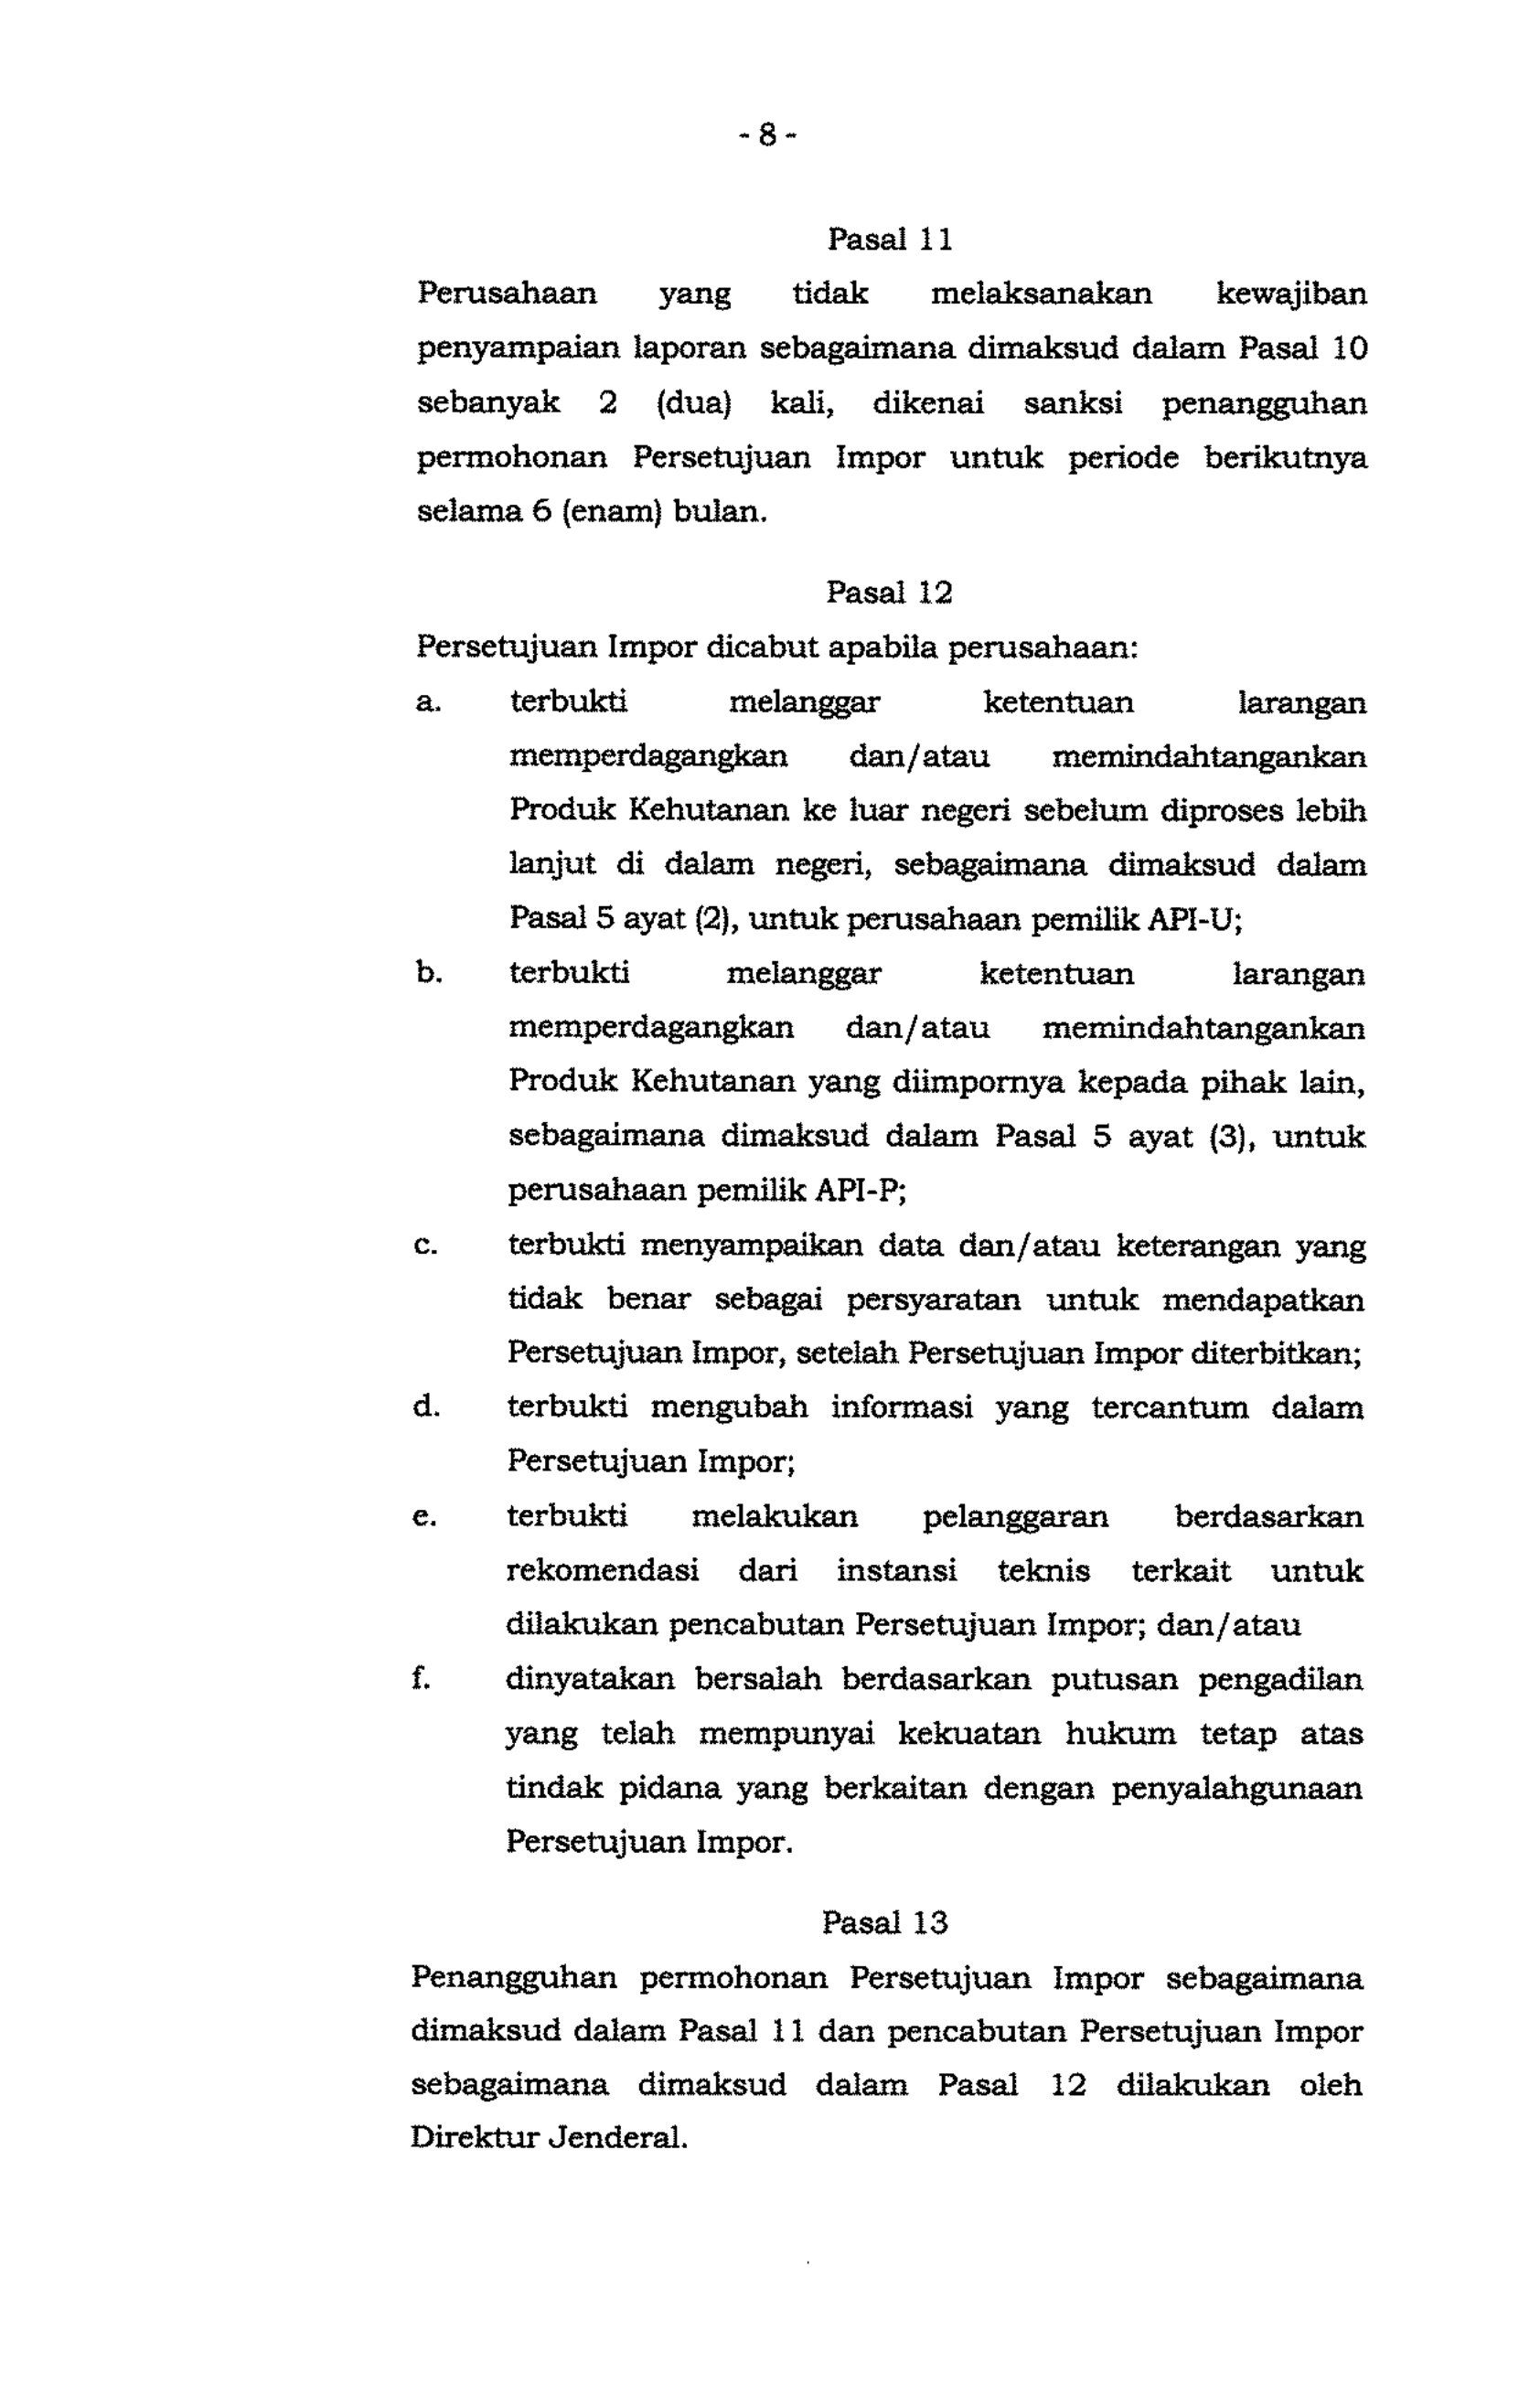 - 8 -
Pasal 11
Perusahaan yang tidak melaksanakan kewajiban
penyampaian laporan sebagaimana dimaksud dalam Pasal 10
sebanyak 2 (dua) kali, dikenai sanksi penangguhan
permohonan Persetujuan Impor untuk periode berikutnya
selama 6 (enam) bulan.
Pasal 12
Persetujuan Impor dicabut apabila perusahaan:
a. terbukti melanggar ketentuan larangan
memperdagangkan dan/atau memindahtangankan
Produk Kehutanan ke luar negeri sebelum diproses lebih
lanjut di dalam negeri, sebagaimana dimaksud dalam
Pasal 5 ayat (2), untuk perusahaan pemilik API-U;
b. terbukti melanggar ketentuan larangan
memperdagangkan dan/atau memindahtangankan
Produk Kehutanan yang diimpornya kepada pihak lain,
sebagaimana dimaksud dalam Pasal 5 ayat (3), untuk
perusahaan pemilik API-P;
c. terbukti menyampaikan data dan/atau keterangan yang
tidak benar sebagai persyaratan untuk mendapatkan
Persetujuan Impor, setelah Persetujuan Impor diterbitkan;
d. terbukti mengubah informasi yang tercantum dalam
Persetujuan Impor;
e. terbukti melakukan pelanggaran berdasarkan
rekomendasi dari instansi teknis terkait untuk
dilakukan pencabutan Persetujuan Impor; dan/atau
f. dinyatakan bersalah berdasarkan putusan pengadilan
yang telah mempunyai kekuatan hukum tetap atas
tindak pidana yang berkaitan dengan penyalahgunaan
Persetujuan Impor.
Pasal 13
Penangguhan permohonan Persetujuan Impor sebagaimana
dimaksud dalam Pasal 11 dan pencabutan Persetujuan Impor
sebagaimana dimaksud dalam Pasal 12 dilakukan oleh
Direktur Jenderal.